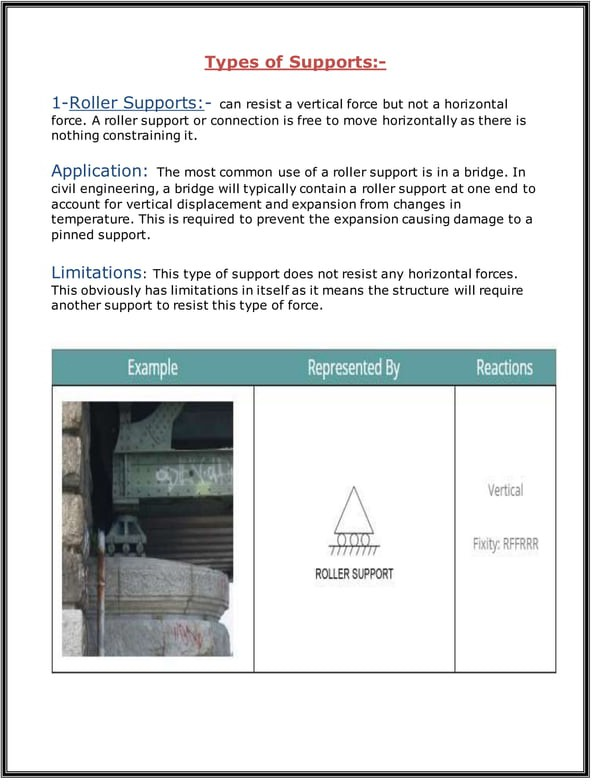 Types of Supports:-
1-Roller Supports:- can resist a vertical force but not a horizontal
force. A roller support or connection is free to move horizontally as there is
nothing constraining it.
Application: The most common use of a roller support is in a bridge. In
civil engineering, a bridge will typically contain a roller support at one end to
account for vertical displacement and expansion from changes in
temperature. This is required to prevent the expansion causing damage to a
pinned support.
Limitations: This type of support does not resist any horizontal forces.
This obviously has limitations in itself as it means the structure will require
another support to resist this type of force.
Example Represented By Reactions
Vertical
Fixity: RFFRRR
ROLLER SUPPORT